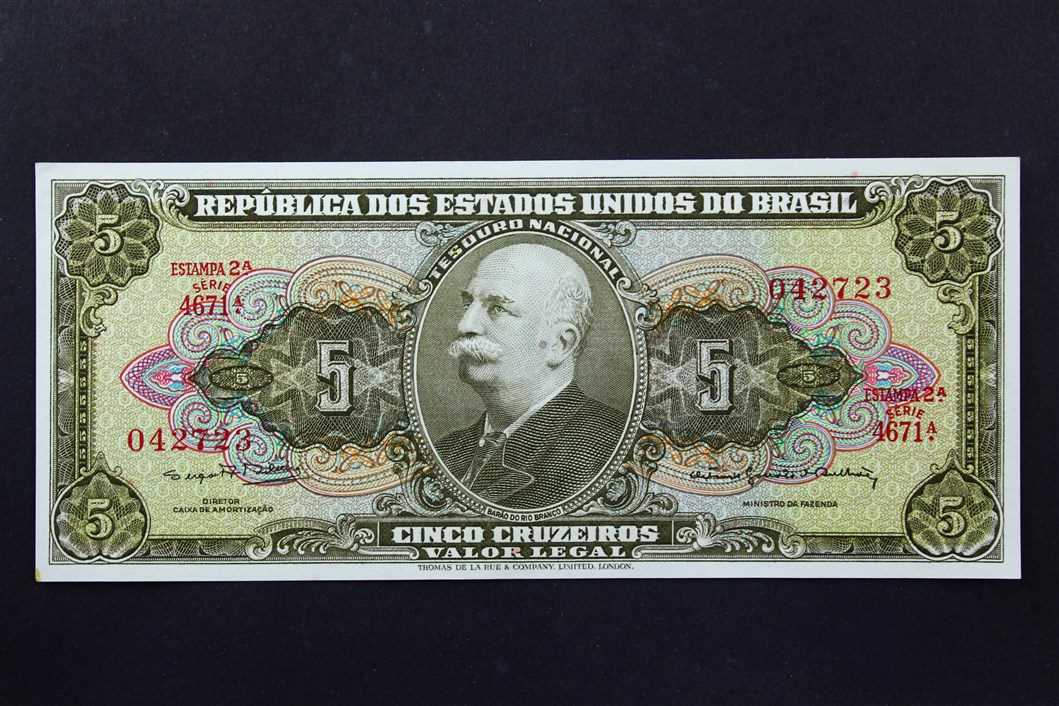 REPÚBLICA DOS ESTADOS UNIDOS DO BRASIL
TESOURO NACIONAL
5
5
ESTAMPA 2A
SÉRIE
4671A.
042723
5
5
5
5
042723
ESTAMPA 2A.
SÉRIE
4671A.
DIRETOR
CAIXA DE AMORTIZAÇÃO
MINISTRO DA FAZENDA
BARÃO DO RIO BRANCO
5
5
CINCO CRUZEIROS
VALOR LEGAL
THOMAS DE LA RUE & COMPANY, LIMITED, LONDON.